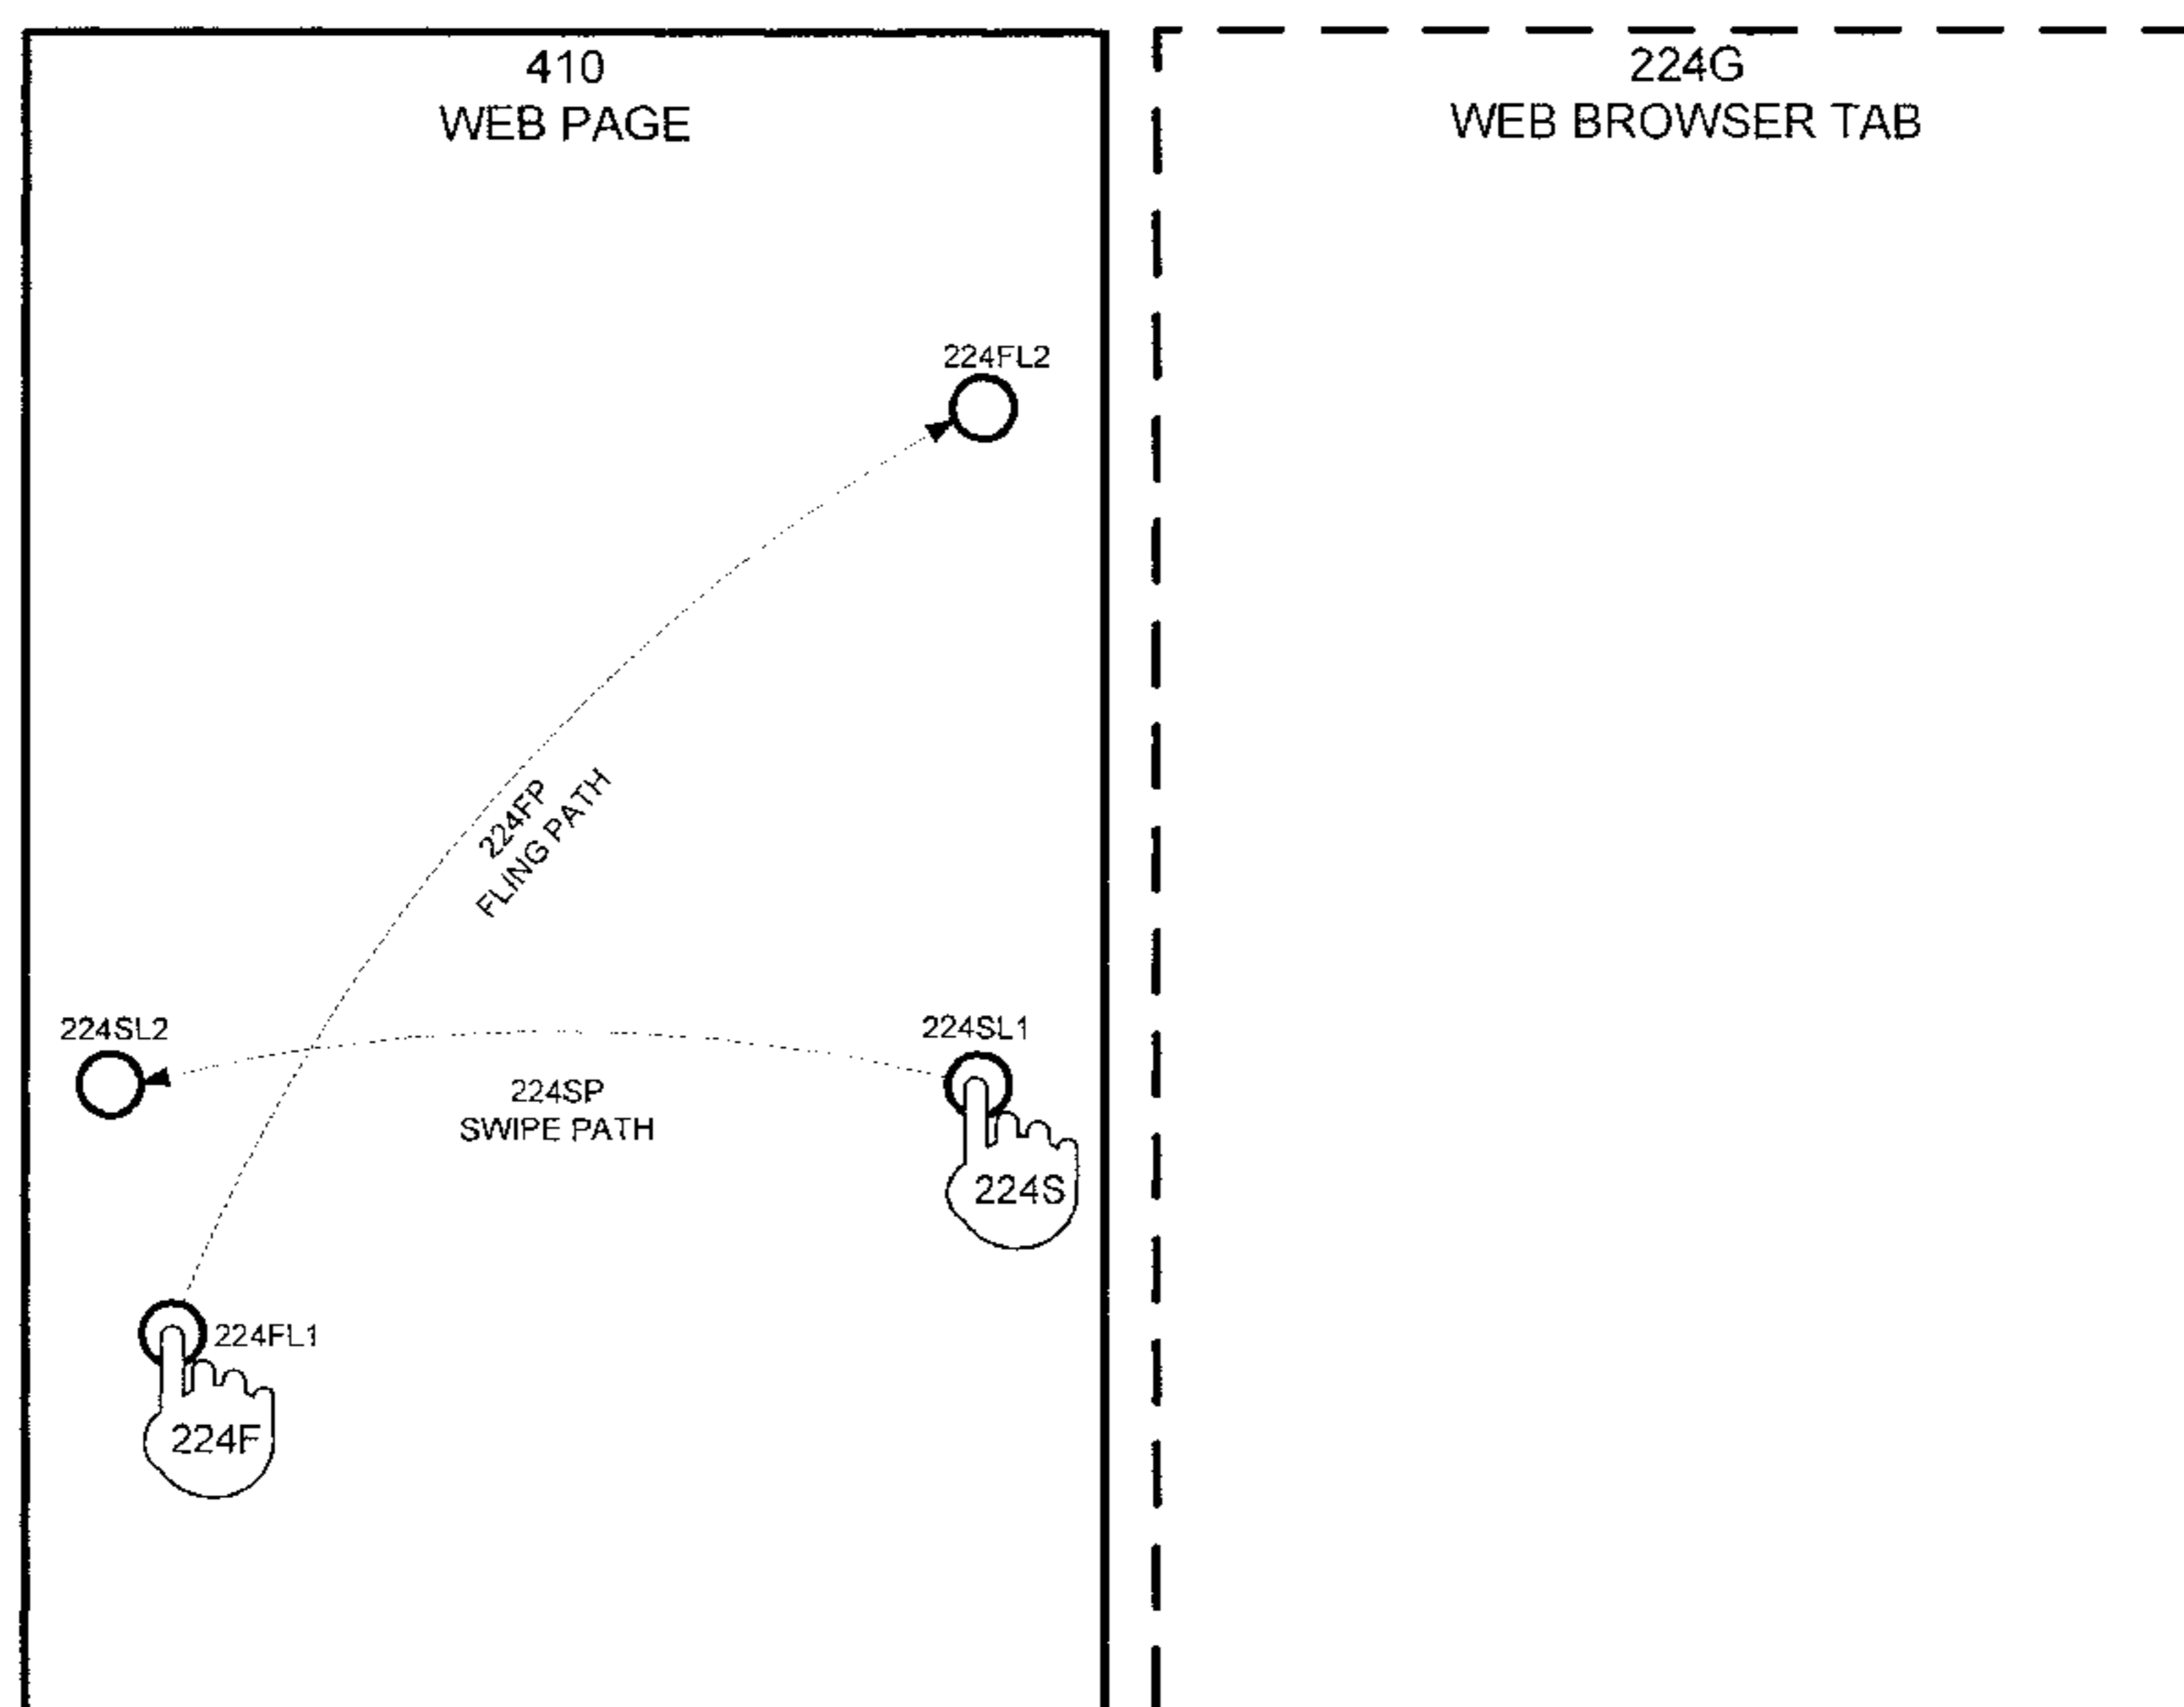 410
WEB PAGE
224G
WEB BROWSER TAB
224FL2
224FP
FLING PATH
224SL2
224SL1
224SP
SWIPE PATH
224S
224FL1
224F